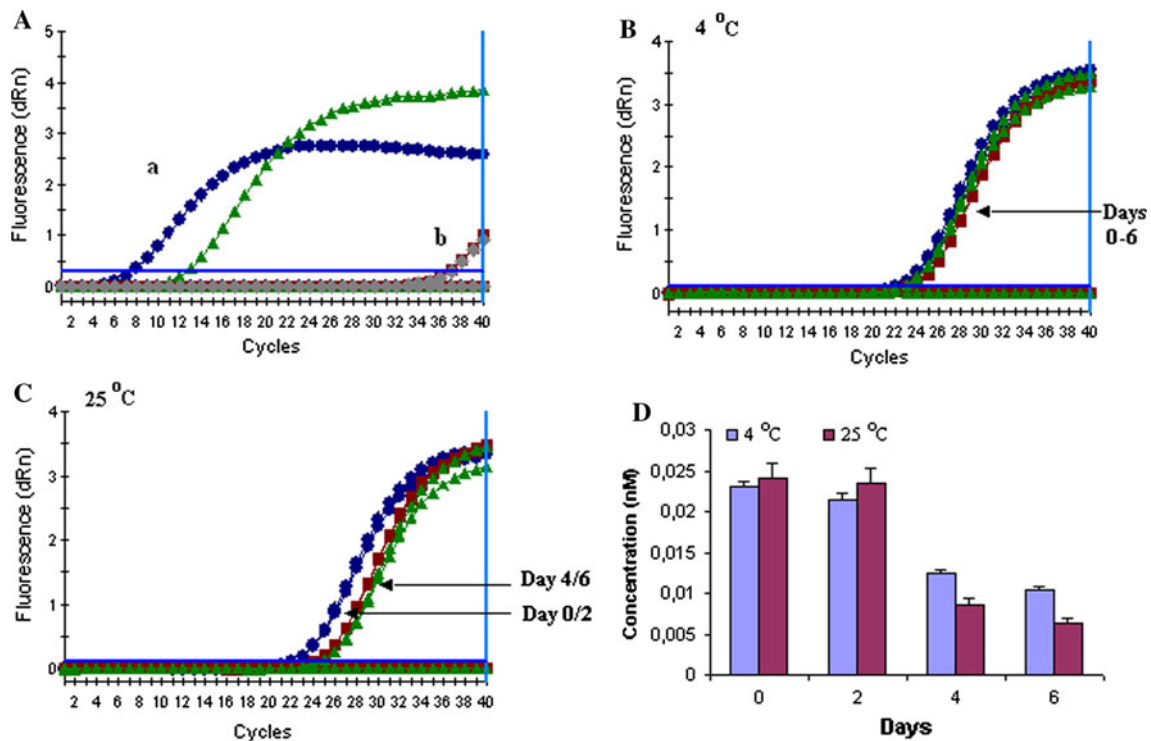 A
5
4
3
2
1
0
Fluorescence (dRn)
a
b
2 4 6 8 10 12 14 16 18 20 22 24 26 28 30 32 34 36 38 40
Cycles
B
4 °C
4
3
2
1
0
Fluorescence (dRn)
Days
0-6
2 4 6 8 10 12 14 16 18 20 22 24 26 28 30 32 34 36 38 40
Cycles
C
25 °C
4
3
2
1
0
Fluorescence (dRn)
Day 4/6
Day 0/2
2 4 6 8 10 12 14 16 18 20 22 24 26 28 30 32 34 36 38 40
Cycles
D
0,03
0,025
0,02
0,015
0,01
0,005
0
Concentration (nM)
4 °C 25 °C
0 2 4 6
Days